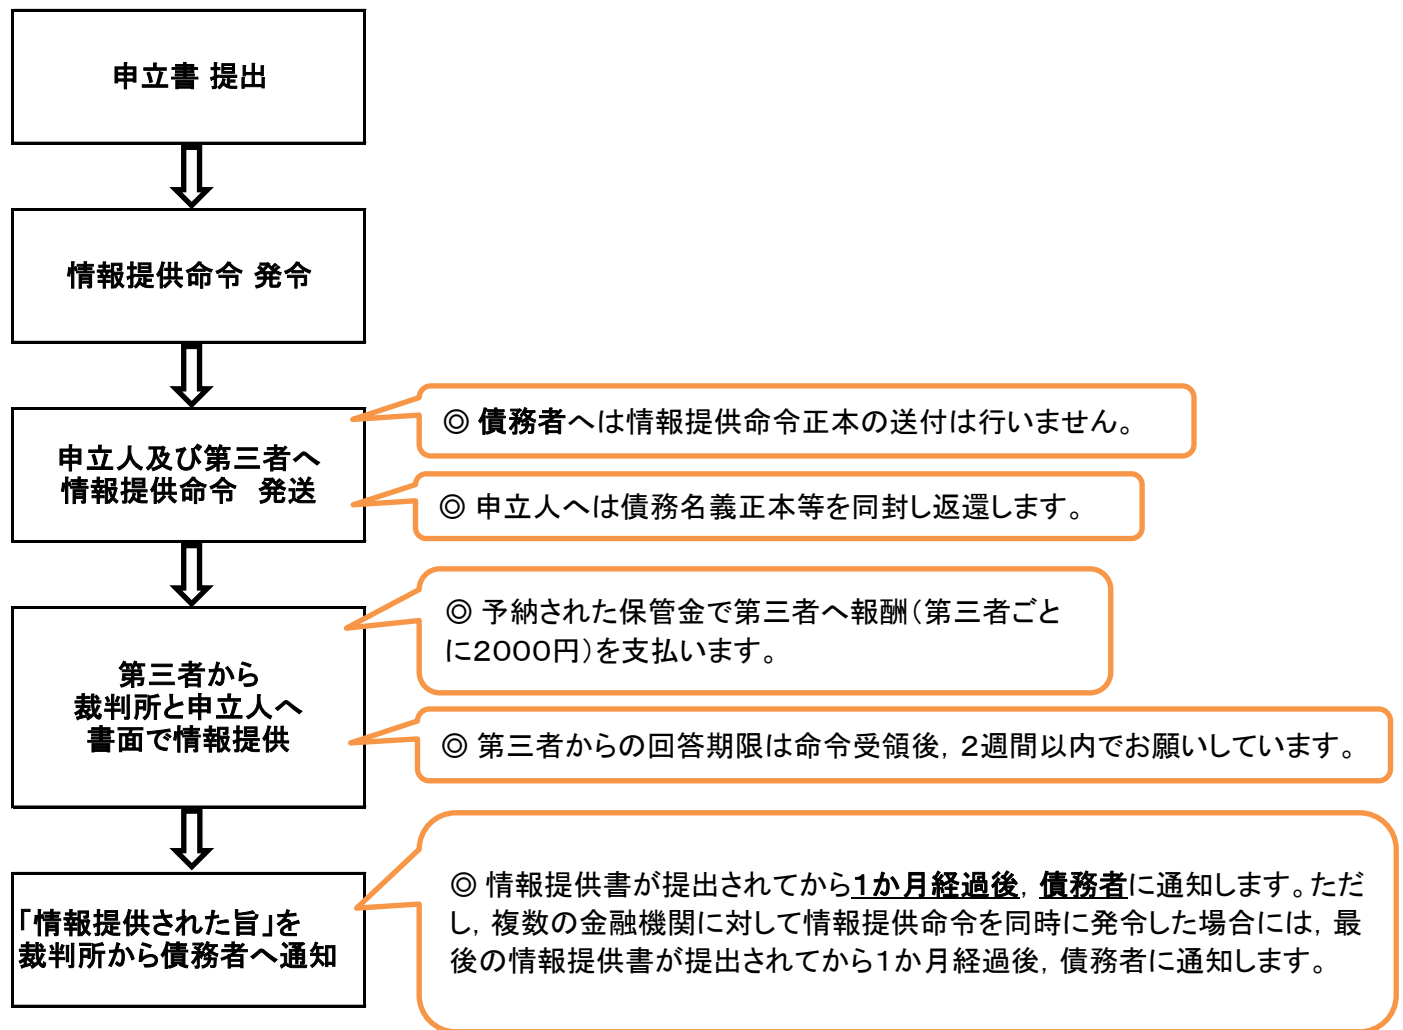 申立書 提出
情報提供命令 発令
申立人及び第三者へ
情報提供命令　発送
◎ 債務者へは情報提供命令正本の送付は行いません。
◎ 申立人へは債務名義正本等を同封し返還します。
第三者から
裁判所と申立人へ
書面で情報提供
◎ 予納された保管金で第三者へ報酬（第三者ごと
に２０００円）を支払います。
◎ 第三者からの回答期限は命令受領後，２週間以内でお願いしています。
「情報提供された旨」を
裁判所から債務者へ通知
◎ 情報提供書が提出されてから１か月経過後，債務者に通知します。ただ
し，複数の金融機関に対して情報提供命令を同時に発令した場合には，最
後の情報提供書が提出されてから１か月経過後，債務者に通知します。